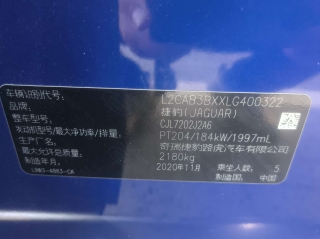 车辆识别代号: L2CAB3BXXLG400322
品牌: 捷豹(JAGUAR)
整车型号: CJL7202J2A6
发动机型号/最大净功率/排量: PT204/184kW/1997mL
生产厂名: 奇瑞捷豹路虎汽车有限公司
最大允许总质量: 2180kg
制造年月: 2020年11月 乘坐人数: 5
制造国: 中国